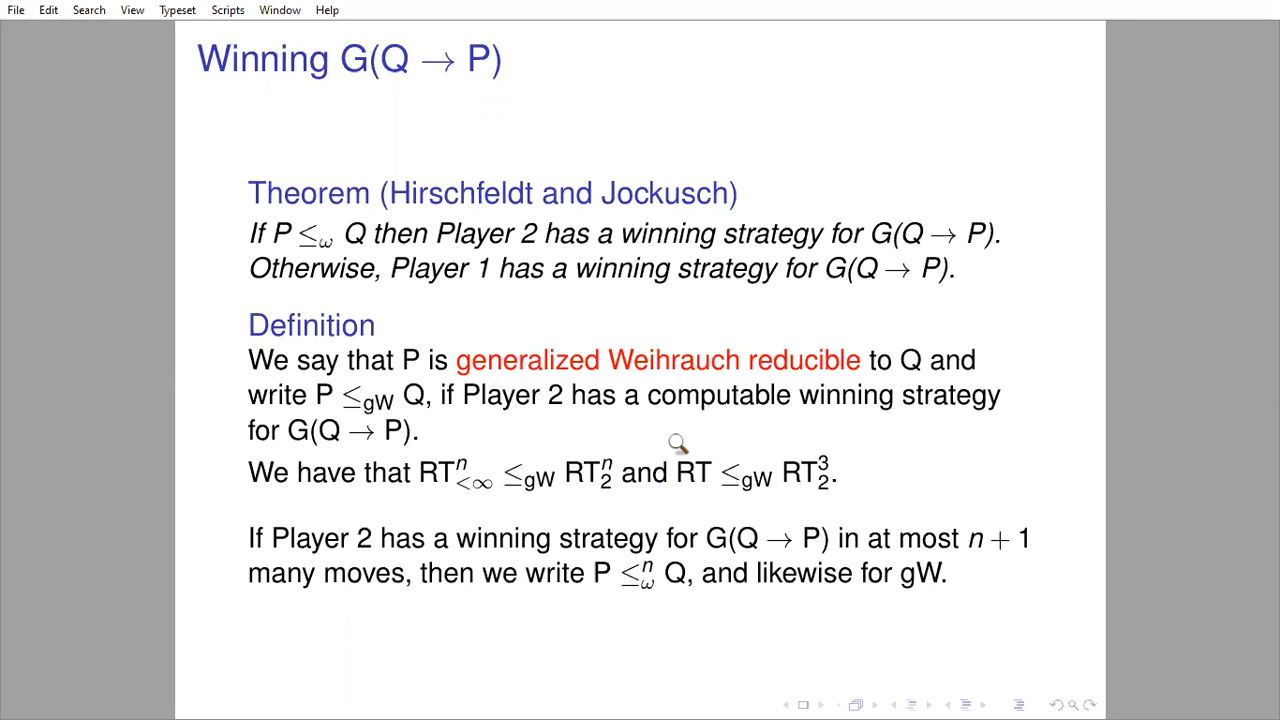 File Edit Search View Typeset Scripts Window Help
Winning G(Q → P)
Theorem (Hirschfeldt and Jockusch)
If P ≤ω Q then Player 2 has a winning strategy for G(Q → P).
Otherwise, Player 1 has a winning strategy for G(Q → P).
Definition
We say that P is generalized Weihrauch reducible to Q and
write P ≤gW Q, if Player 2 has a computable winning strategy
for G(Q → P).
We have that RT^n_{<∞} ≤gW RT^n_2 and RT ≤gW RT^3_2.
If Player 2 has a winning strategy for G(Q → P) in at most n + 1
many moves, then we write P ≤^n_ω Q, and likewise for gW.